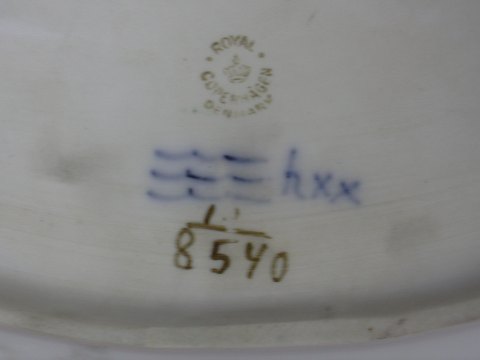 ROYAL
COPENHAGEN
DENMARK
hxx
1
8540